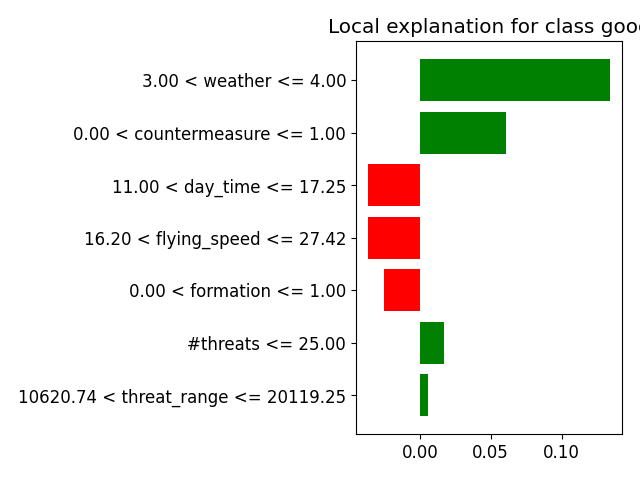 Local explanation for class good
3.00 < weather <= 4.00
0.00 < countermeasure <= 1.00
11.00 < day_time <= 17.25
16.20 < flying_speed <= 27.42
0.00 < formation <= 1.00
#threats <= 25.00
10620.74 < threat_range <= 20119.25
0.00 0.05 0.10